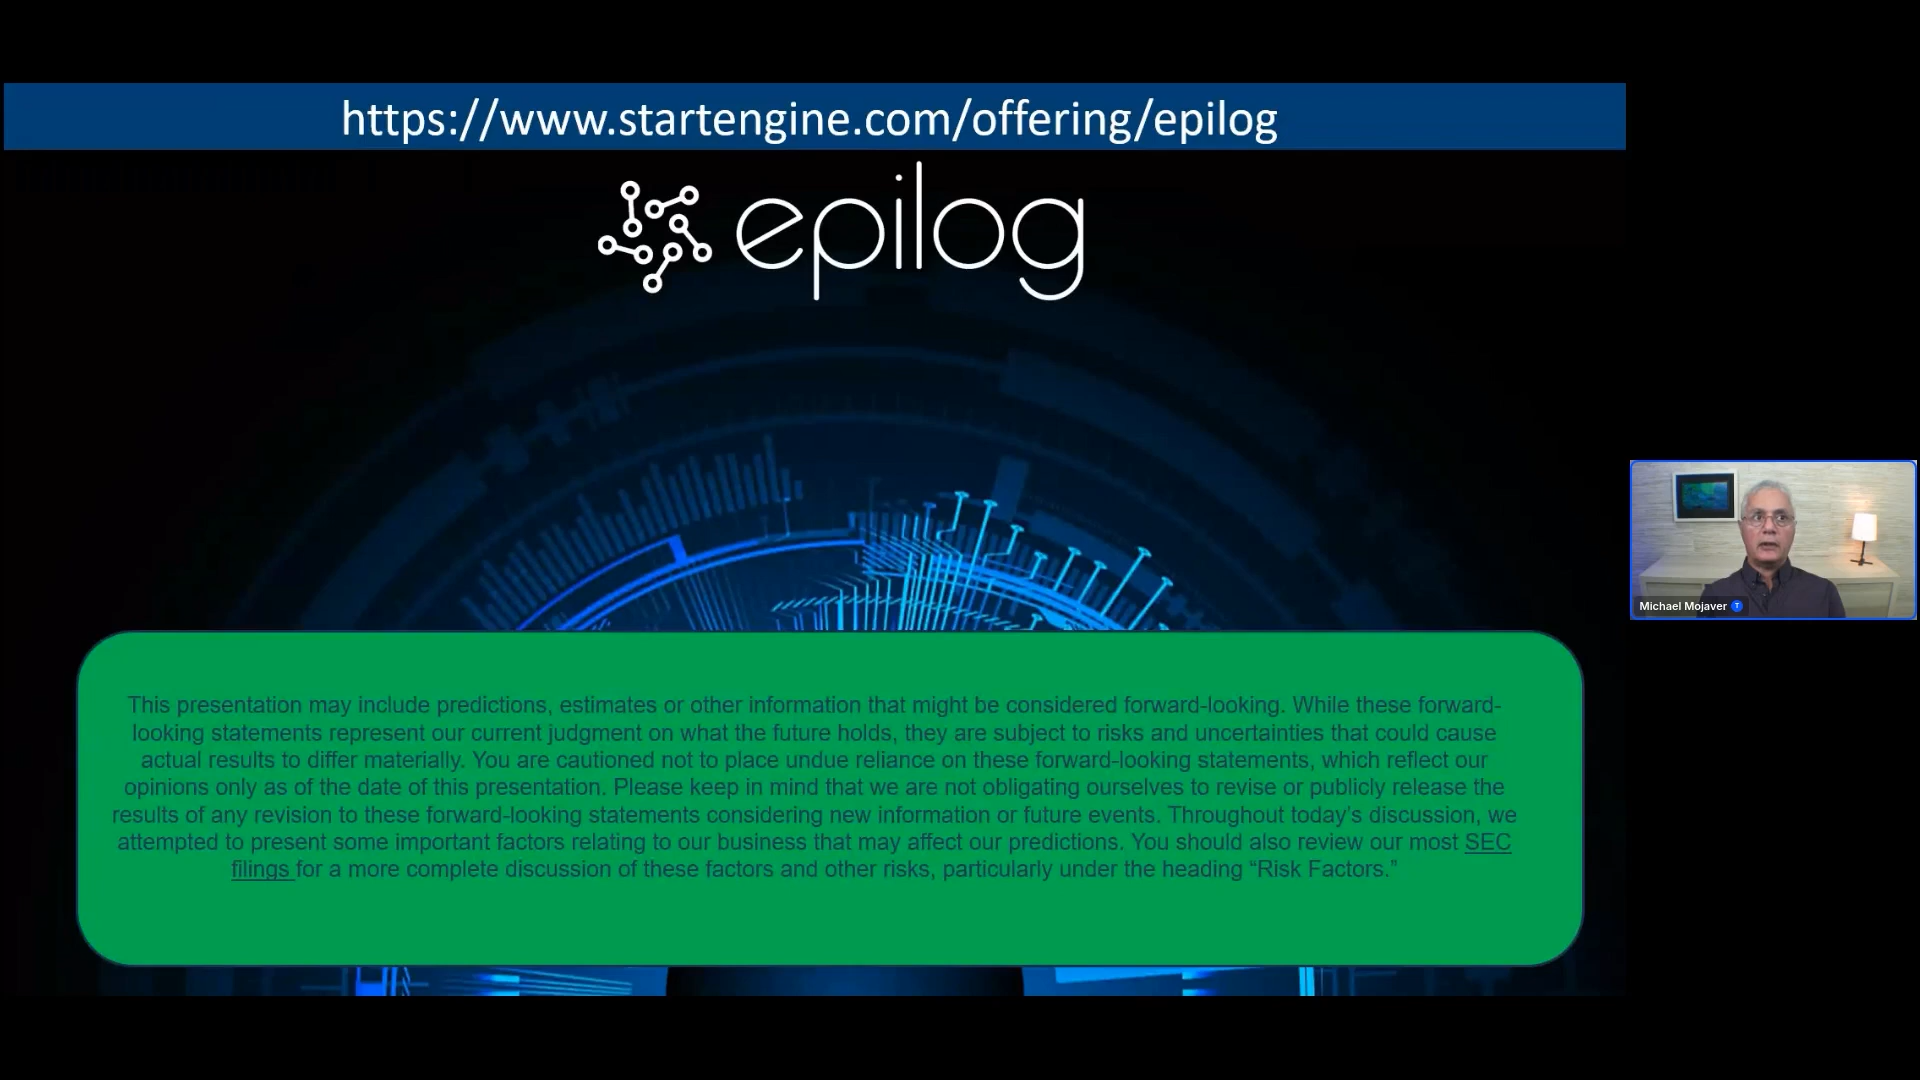 https://www.startengine.com/offering/epilog
epilog
This presentation may include predictions, estimates or other information that might be considered forward-looking. While these forward-
looking statements represent our current judgment on what the future holds, they are subject to risks and uncertainties that could cause
actual results to differ materially. You are cautioned not to place undue reliance on these forward-looking statements, which reflect our
opinions only as of the date of this presentation. Please keep in mind that we are not obligating ourselves to revise or publicly release the
results of any revision to these forward-looking statements considering new information or future events. Throughout today’s discussion, we
attempted to present some important factors relating to our business that may affect our predictions. You should also review our most SEC
filings for a more complete discussion of these factors and other risks, particularly under the heading “Risk Factors.”
Michael Mojaver T